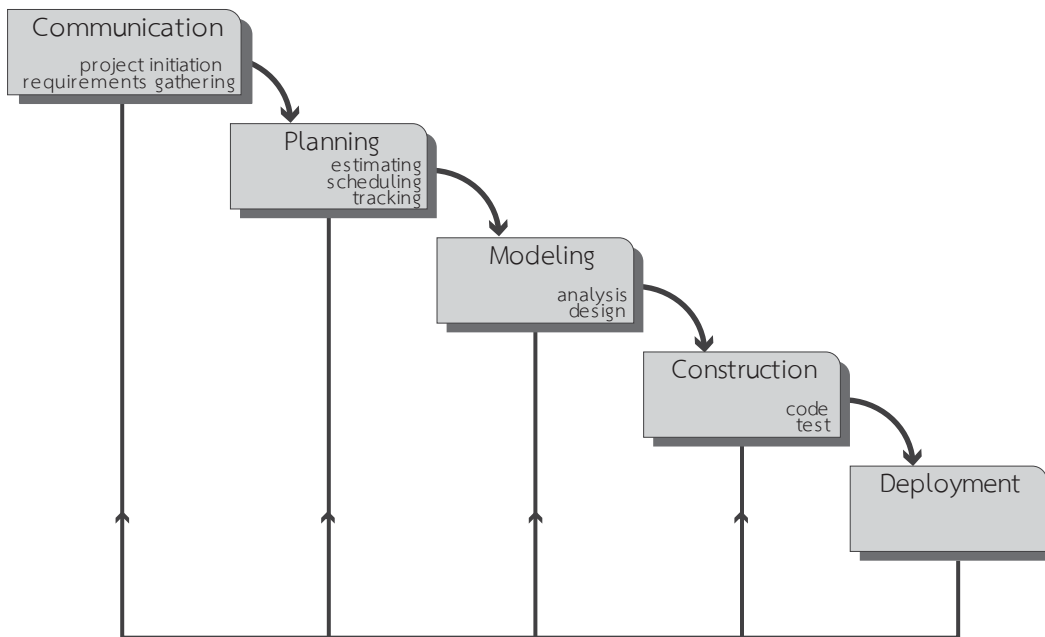 Communication
project initiation
requirements gathering
Planning
estimating
scheduling
tracking
Modeling
analysis
design
Construction
code
test
Deployment